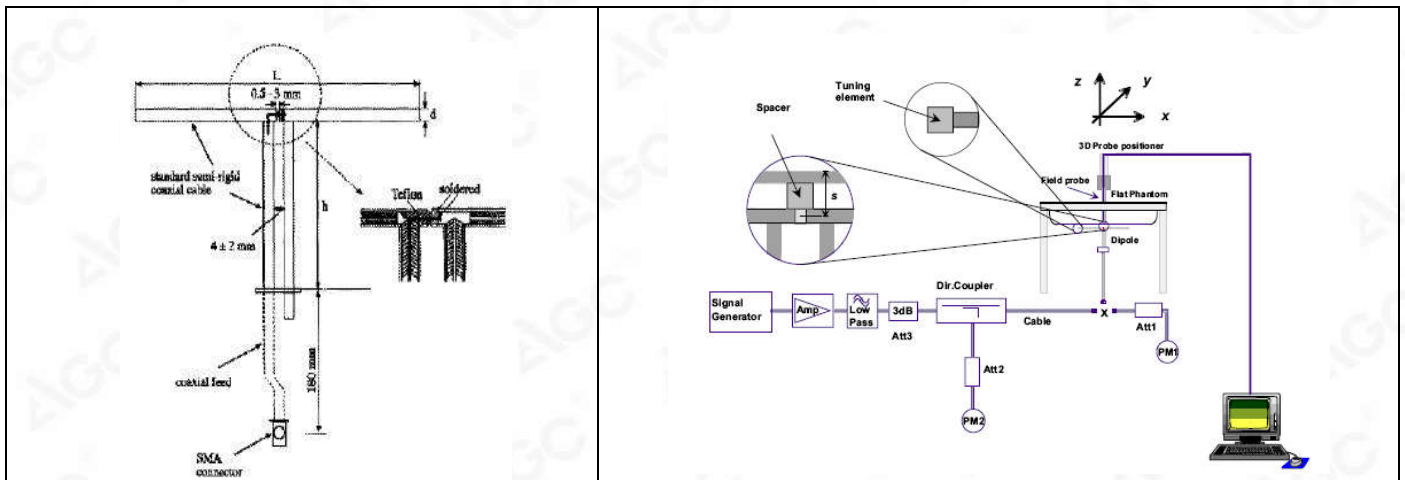 L
0.5 - 3 mm
d
standard semi-rigid
coaxial cable
h
Teflon
soldered
4 ± 2 mm
coaxial feed
180 mm
SMA
connector
z
y
x
Tuning
element
Spacer
s
3D Probe positioner
Field probe
Flat Phantom
Dipole
Signal
Generator
Amp
Low
Pass
3dB
Att3
Dir.Coupler
Cable
x
Att1
PM1
Att2
PM2
AGC